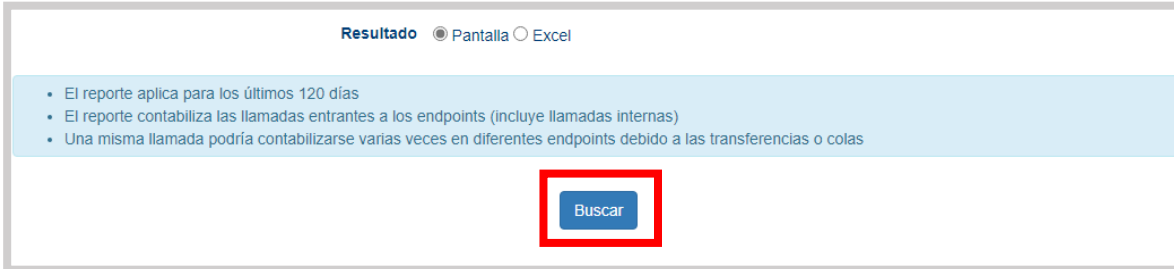 Resultado Pantalla Excel
El reporte aplica para los últimos 120 días
El reporte contabiliza las llamadas entrantes a los endpoints (incluye llamadas internas)
Una misma llamada podría contabilizarse varias veces en diferentes endpoints debido a las transferencias o colas
Buscar